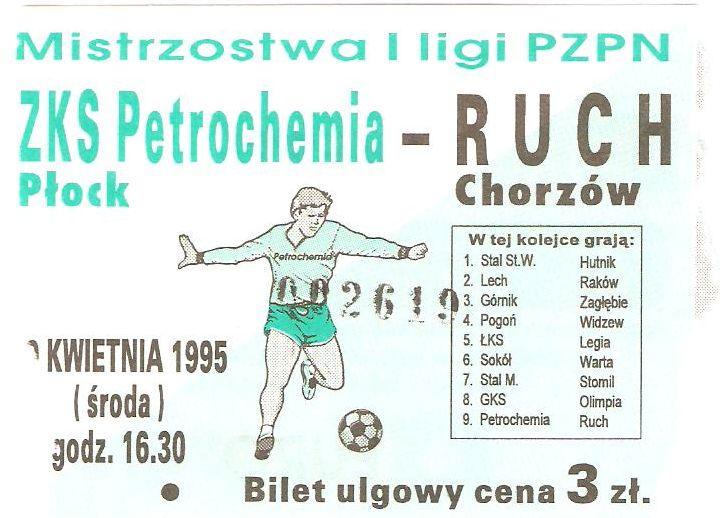 Mistrzostwa I ligi PZPN
ZKS Petrochemia - RUCH
Płock Chorzów
Petrochemia
002619
W tej kolejce grają:
1. Stal St.W. Hutnik
2. Lech Raków
3. Górnik Zagłębie
4. Pogoń Widzew
5. ŁKS Legia
6. Sokół Warta
7. Stal M. Stomil
8. GKS Olimpia
9. Petrochemia Ruch
KWIETNIA 1995
( środa )
godz. 16.30
Bilet ulgowy cena 3 zł.